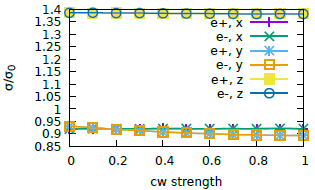 1.4
1.35
1.3
1.25
1.2
1.15
1.1
1.05
1
0.95
0.9
0.85
σ/σ0
e+, x
e-, x
e+, y
e-, y
e+, z
e-, z
0 0.2 0.4 0.6 0.8 1
cw strength